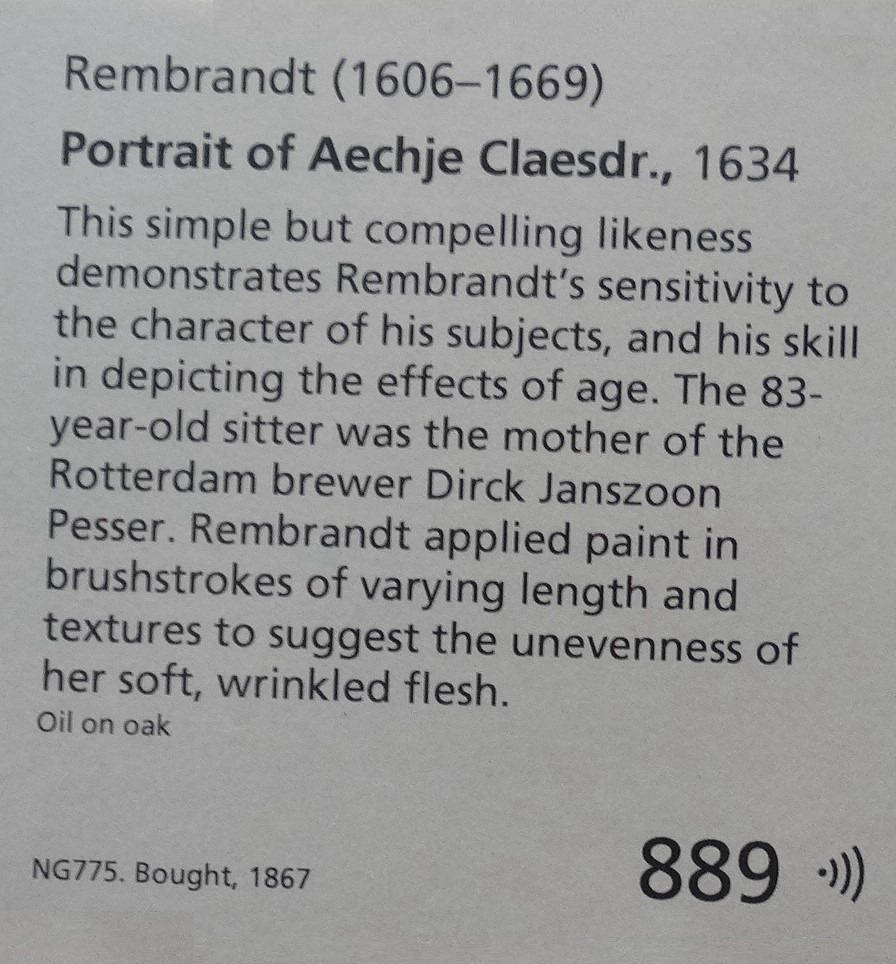 Rembrandt (1606–1669)
Portrait of Aechje Claesdr., 1634
This simple but compelling likeness
demonstrates Rembrandt’s sensitivity to
the character of his subjects, and his skill
in depicting the effects of age. The 83-
year-old sitter was the mother of the
Rotterdam brewer Dirck Janszoon
Pesser. Rembrandt applied paint in
brushstrokes of varying length and
textures to suggest the unevenness of
her soft, wrinkled flesh.
Oil on oak
NG775. Bought, 1867
889